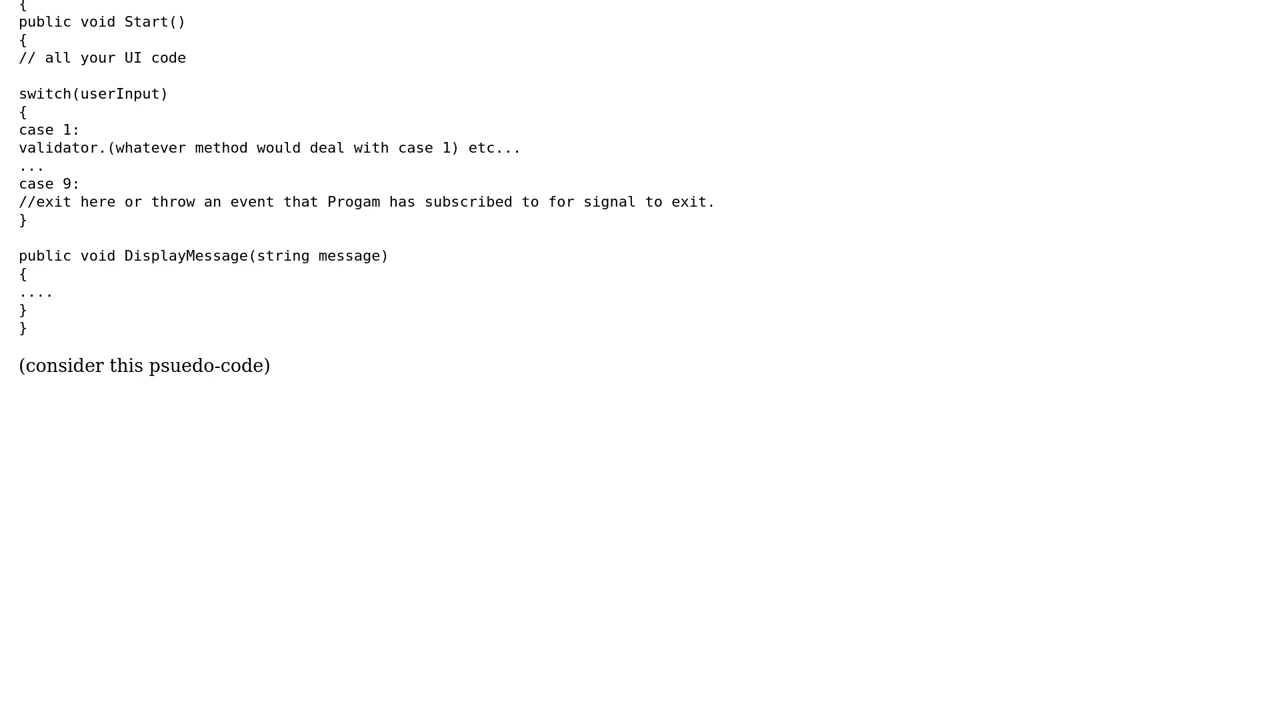 {
public void Start()
{
// all your UI code
switch(userInput)
{
case 1:
validator.(whatever method would deal with case 1) etc...
...
case 9:
//exit here or throw an event that Progam has subscribed to for signal to exit.
}
public void DisplayMessage(string message)
{
....
}
}
(consider this psuedo-code)